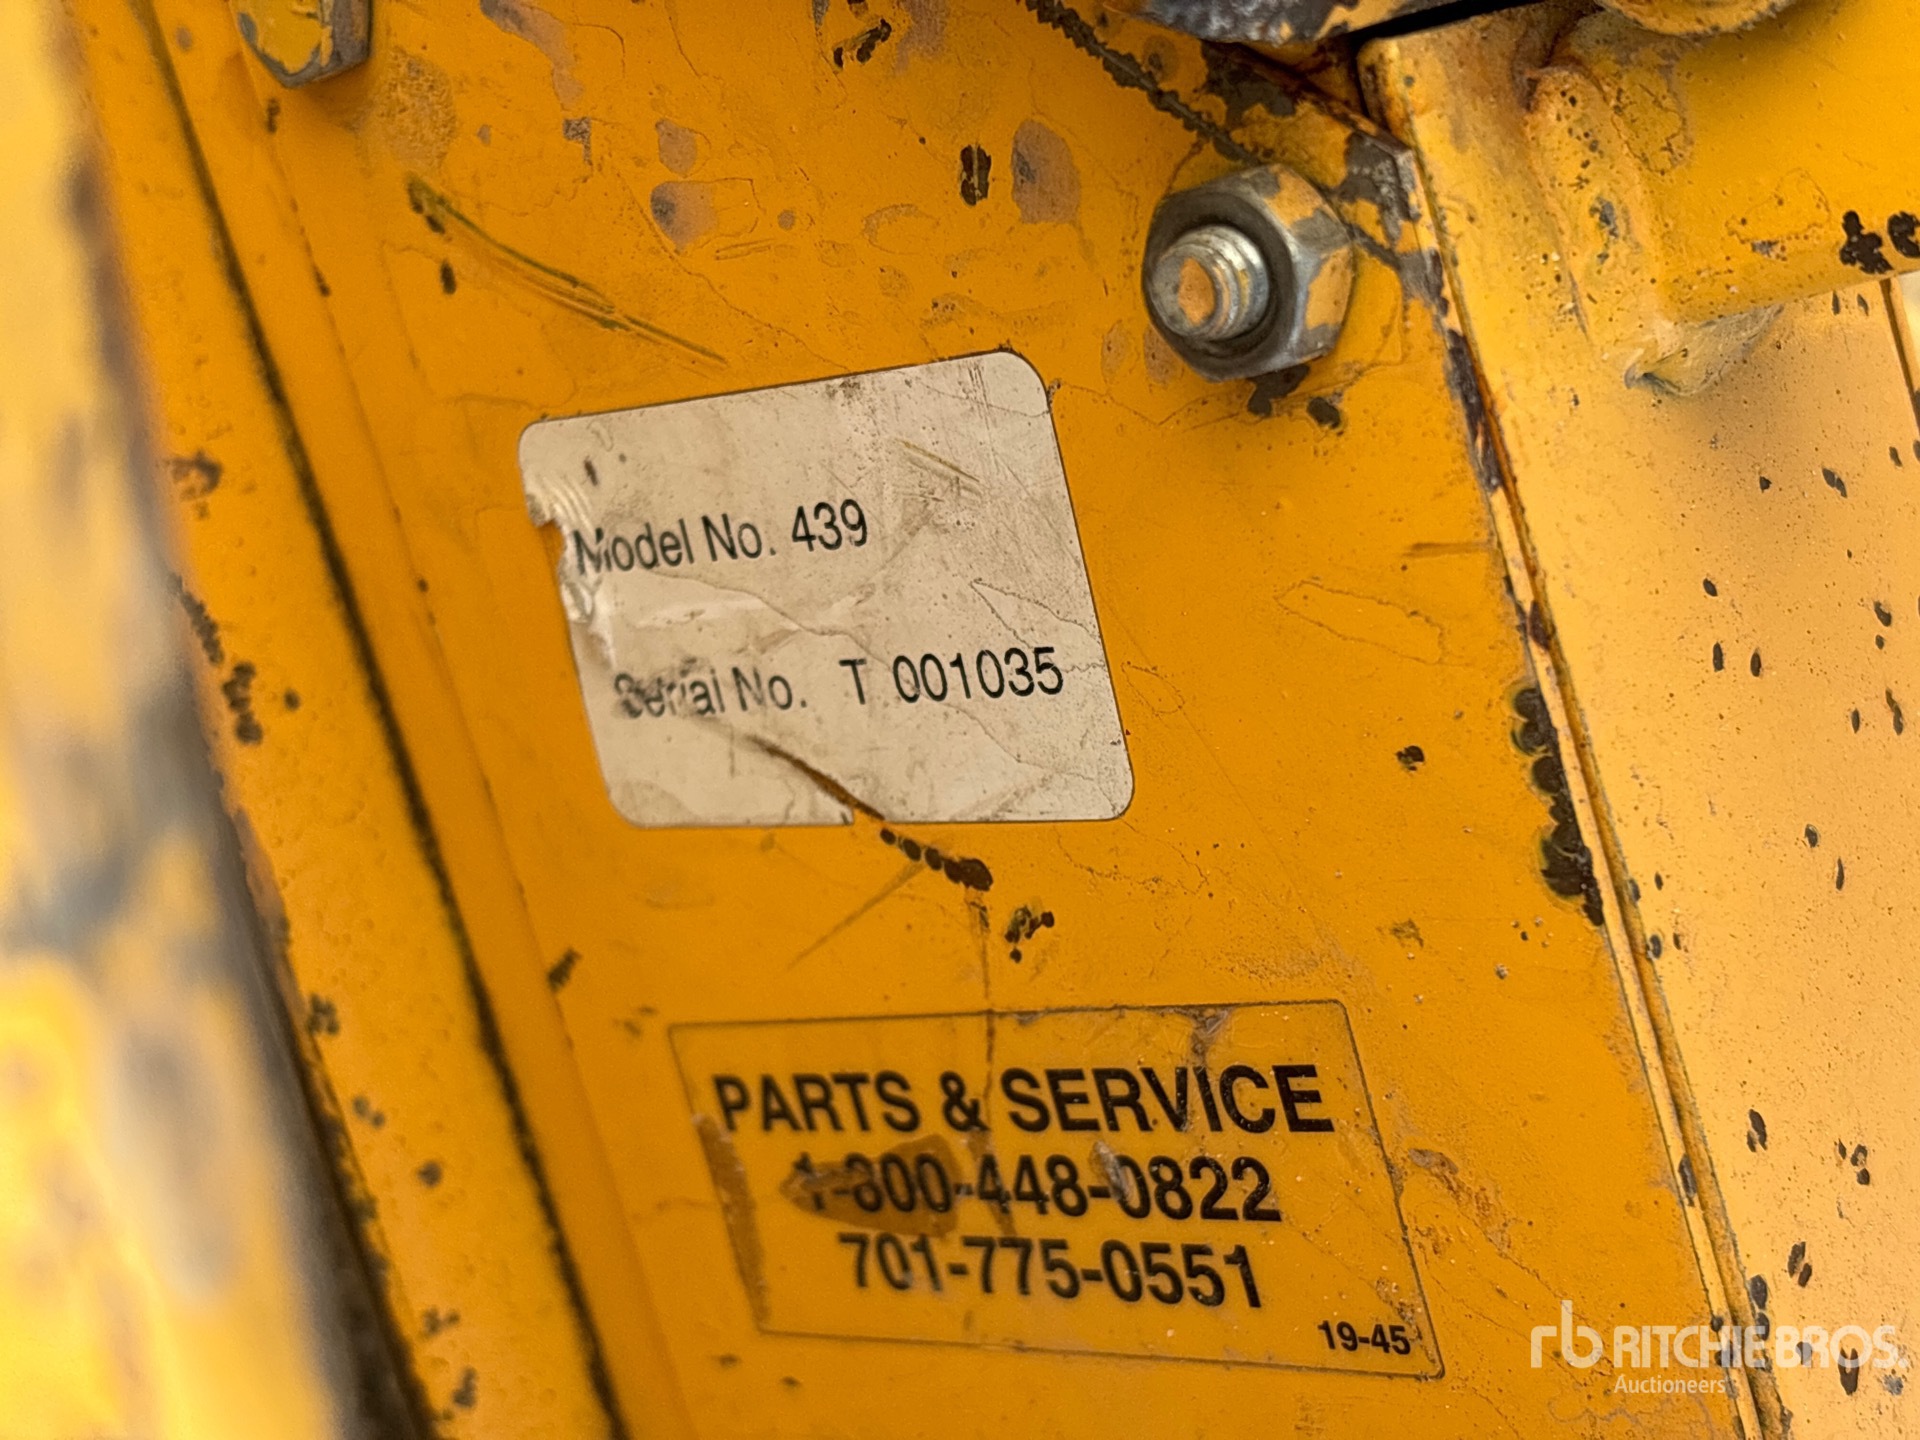 Model No. 439
Serial No. T 001035
PARTS & SERVICE
1-800-448-0822
701-775-0551
19-45
rb RITCHIE BROS.
Auctioneers